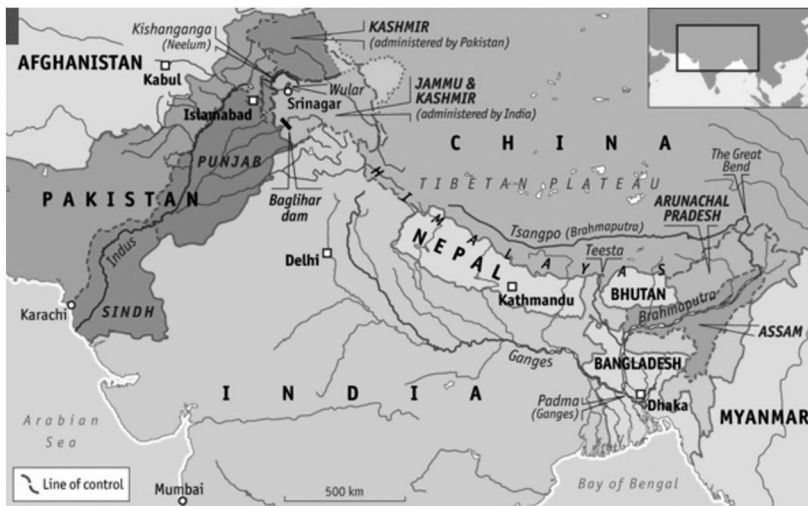 Kishanganga
(Neelum)
KASHMIR
(administered by Pakistan)
AFGHANISTAN
Kabul
Wular
Srinagar
Islamabad
JAMMU &
KASHMIR
(administered by India)
CHINA
PUNJAB
The Great
Bend
TIBETAN PLATEAU
PAKISTAN
Baglihar
dam
HIMALAYAS
ARUNACHAL
PRADESH
Tsangpo (Brahmaputra)
Indus
Delhi
NEPAL
Teesta
Kathmandu
BHUTAN
Brahmaputra
Karachi
SINDH
ASSAM
Ganges
BANGLADESH
INDIA
Padma
(Ganges)
Dhaka
MYANMAR
Arabian
Sea
Line of control
Mumbai
500 km
Bay of Bengal